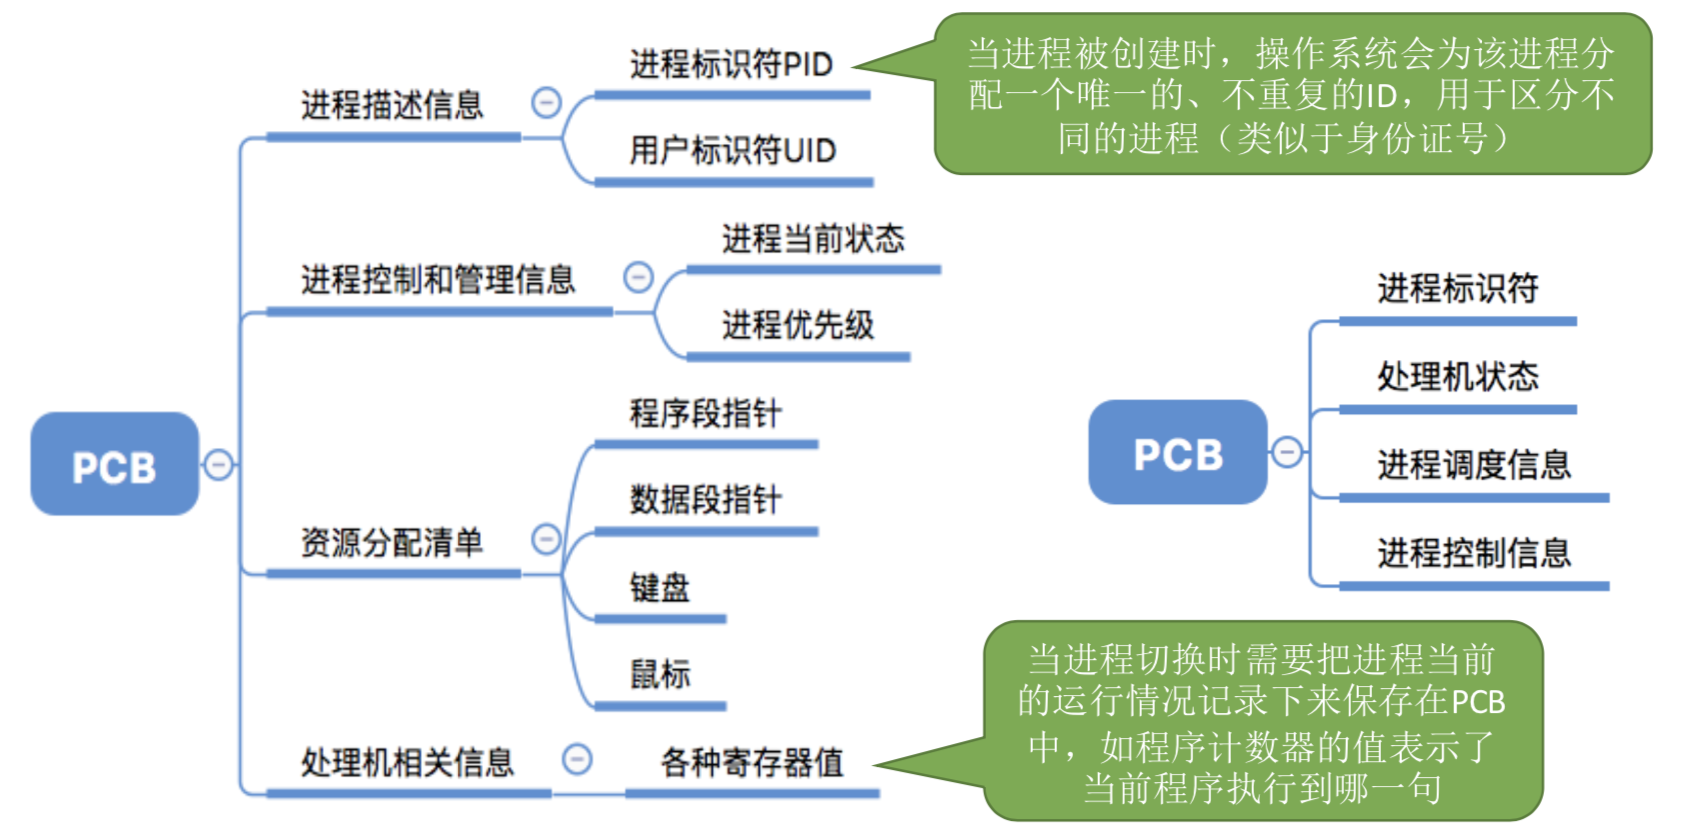 进程标识符PID
当进程被创建时，操作系统会为该进程分
配一个唯一的、不重复的ID，用于区分不
同的进程（类似于身份证号）
进程描述信息
用户标识符UID
进程当前状态
进程控制和管理信息
进程优先级
程序段指针
PCB
数据段指针
资源分配清单
键盘
鼠标
处理机相关信息
各种寄存器值
进程标识符
处理机状态
PCB
进程调度信息
进程控制信息
当进程切换时需要把进程当前
的运行情况记录下来保存在PCB
中，如程序计数器的值表示了
当前程序执行到哪一句